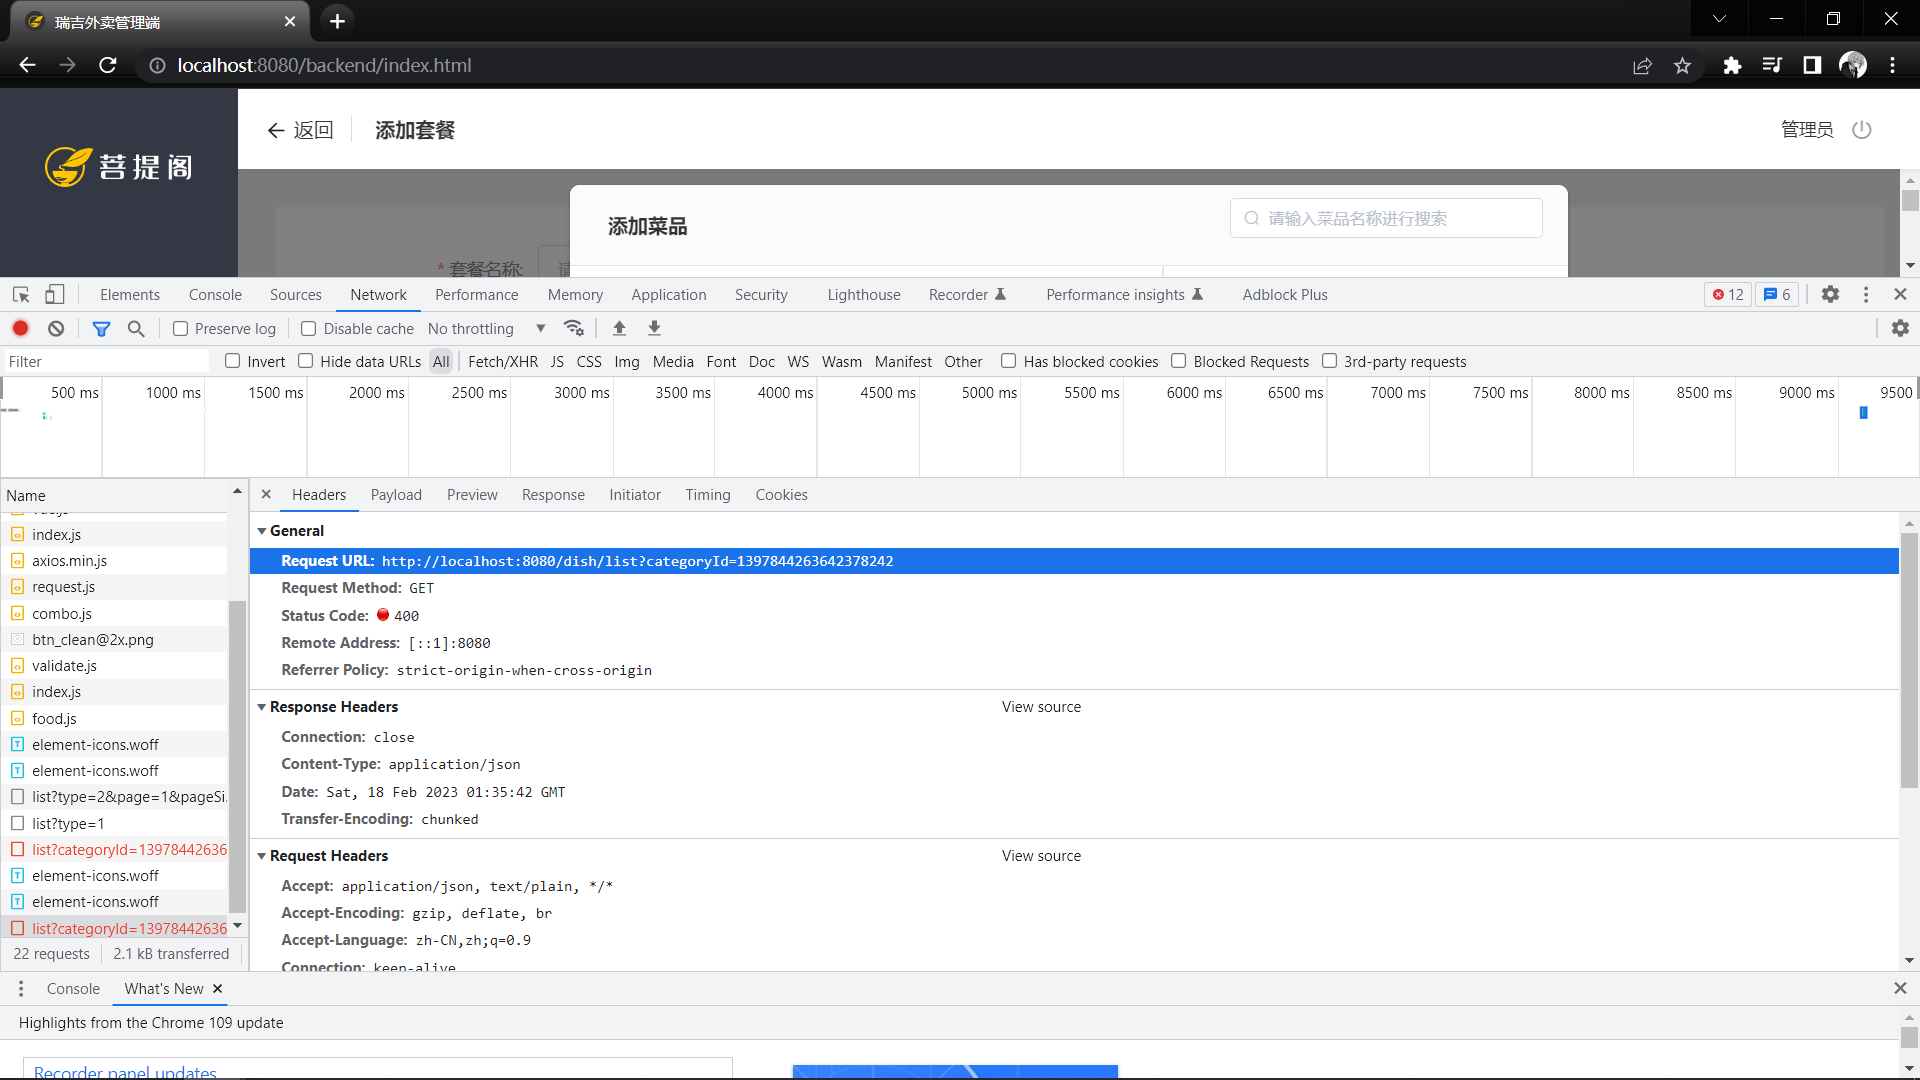 瑞吉外卖管理端
localhost:8080/backend/index.html
菩提阁
返回 添加套餐 管理员
添加菜品 请输入菜品名称进行搜索
* 套餐名称:
Elements Console Sources Network Performance Memory Application Security Lighthouse Recorder Performance insights Adblock Plus 12 6
Preserve log Disable cache No throttling
Filter Invert Hide data URLs All Fetch/XHR JS CSS Img Media Font Doc WS Wasm Manifest Other Has blocked cookies Blocked Requests 3rd-party requests
500 ms 1000 ms 1500 ms 2000 ms 2500 ms 3000 ms 3500 ms 4000 ms 4500 ms 5000 ms 5500 ms 6000 ms 6500 ms 7000 ms 7500 ms 8000 ms 8500 ms 9000 ms 9500
Name
index.js
axios.min.js
request.js
combo.js
btn_clean@2x.png
validate.js
index.js
food.js
element-icons.woff
element-icons.woff
list?type=2&page=1&pageSi
list?type=1
list?categoryId=13978442636
element-icons.woff
element-icons.woff
list?categoryId=13978442636
22 requests 2.1 kB transferred
Headers Payload Preview Response Initiator Timing Cookies
General
Request URL: http://localhost:8080/dish/list?categoryId=1397844263642378242
Request Method: GET
Status Code: 400
Remote Address: [::1]:8080
Referrer Policy: strict-origin-when-cross-origin
Response Headers View source
Connection: close
Content-Type: application/json
Date: Sat, 18 Feb 2023 01:35:42 GMT
Transfer-Encoding: chunked
Request Headers View source
Accept: application/json, text/plain, */*
Accept-Encoding: gzip, deflate, br
Accept-Language: zh-CN,zh;q=0.9
Connection: keep-alive
Console What's New
Highlights from the Chrome 109 update
Recorder panel updates